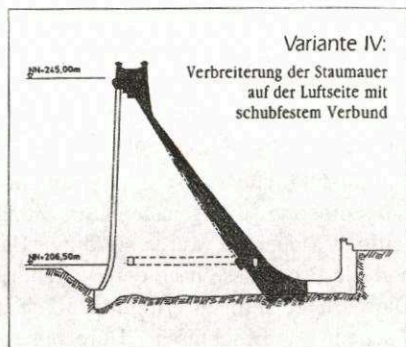 Variante IV:
Verbreiterung der Staumauer
auf der Luftseite mit
schubfestem Verbund
NN+245,00m
NN+206,50m